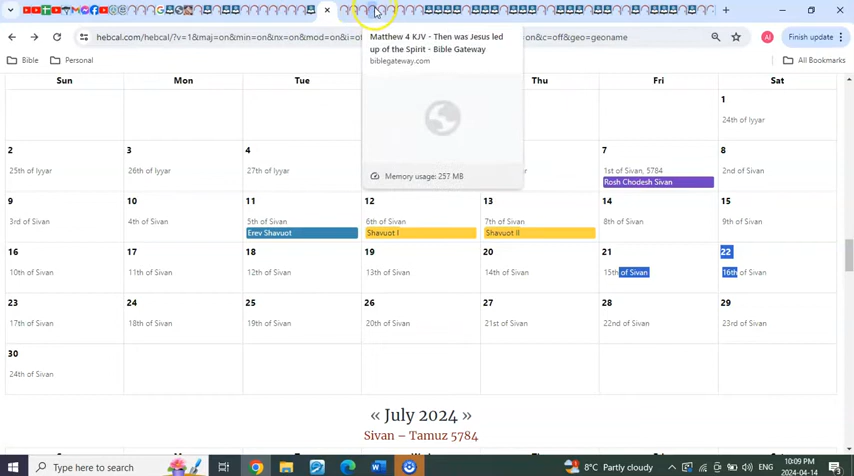 hebcal.com/hebcal/?v=1&maj=on&min=on&nx=on&mod=on&i=of
n&c=off&geo=geoname
AI
Finish update
Bible
Personal
All Bookmarks
Matthew 4 KJV - Then was Jesus led
up of the Spirit - Bible Gateway
biblegateway.com
Memory usage: 257 MB
Sun Mon Tue Thu Fri Sat
1
24th of Iyyar
2 3 4 7 8
25th of Iyyar 26th of Iyyar 27th of Iyyar 1st of Sivan, 5784 2nd of Sivan
Rosh Chodesh Sivan
9 10 11 12 13 14 15
3rd of Sivan 4th of Sivan 5th of Sivan 6th of Sivan 7th of Sivan 8th of Sivan 9th of Sivan
Erev Shavuot Shavuot I Shavuot II
16 17 18 19 20 21 22
10th of Sivan 11th of Sivan 12th of Sivan 13th of Sivan 14th of Sivan 15th of Sivan 16th of Sivan
23 24 25 26 27 28 29
17th of Sivan 18th of Sivan 19th of Sivan 20th of Sivan 21st of Sivan 22nd of Sivan 23rd of Sivan
30
24th of Sivan
« July 2024 »
Sivan – Tamuz 5784
Type here to search
8°C Partly cloudy
ENG
10:09 PM
2024-04-14
3